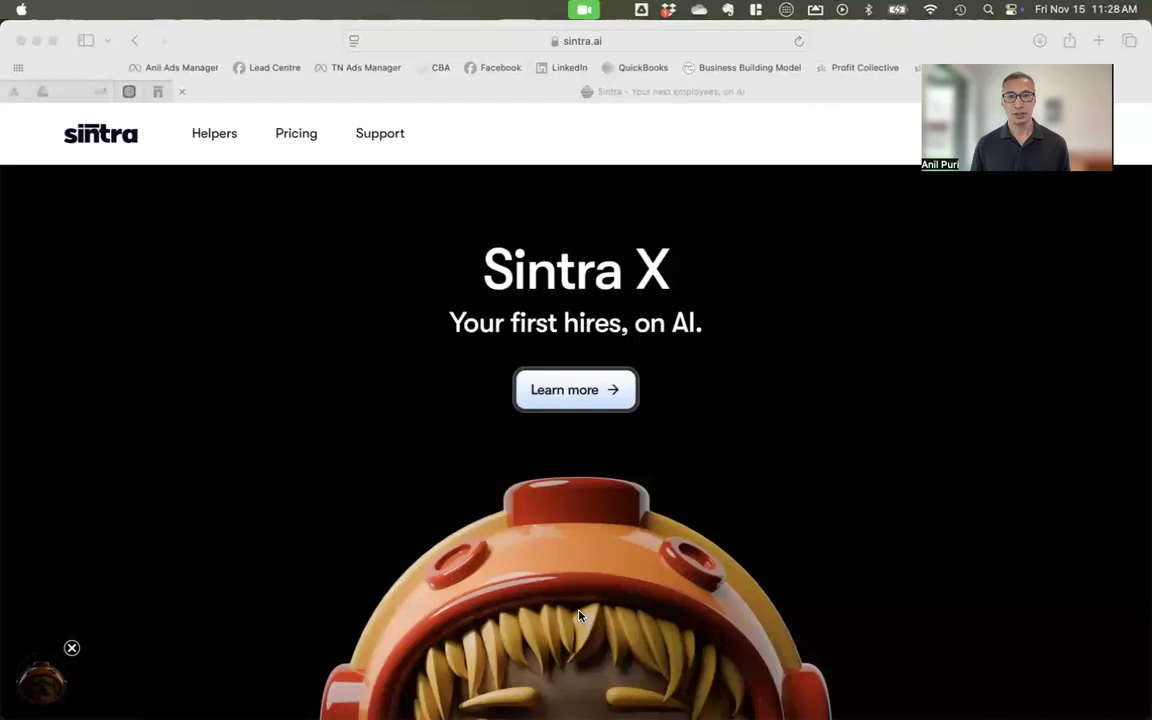 Fri Nov 15 11:28 AM
sintra.ai
Anil Ads Manager
Lead Centre
TN Ads Manager
CBA
Facebook
LinkedIn
QuickBooks
Business Building Model
Profit Collective
Sintra - Your next employees, on AI
sintra
Helpers
Pricing
Support
Anil Puri
Sintra X
Your first hires, on AI.
Learn more →